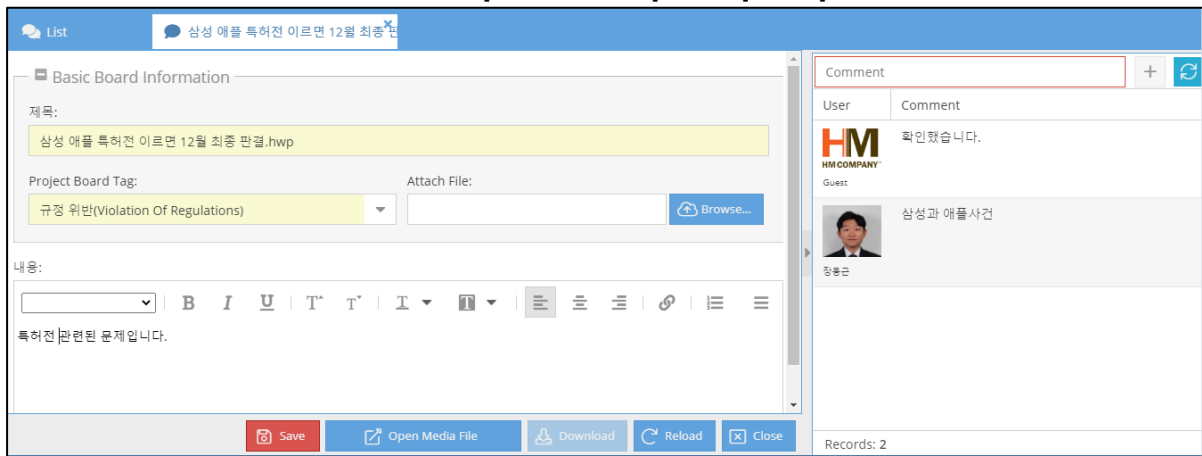 List
삼성 애플 특허전 이르면 12월 최종
Basic Board Information
제목:
삼성 애플 특허전 이르면 12월 최종 판결.hwp
Project Board Tag:
Attach File:
규정 위반(Violation Of Regulations)
Browse...
내용:
B I U T T T T
특허전 관련된 문제입니다.
Save
Open Media File
Download
Reload
Close
Comment
User Comment
HM
HM COMPANY
확인했습니다.
Guest
삼성과 애플사건
장동근
Records: 2